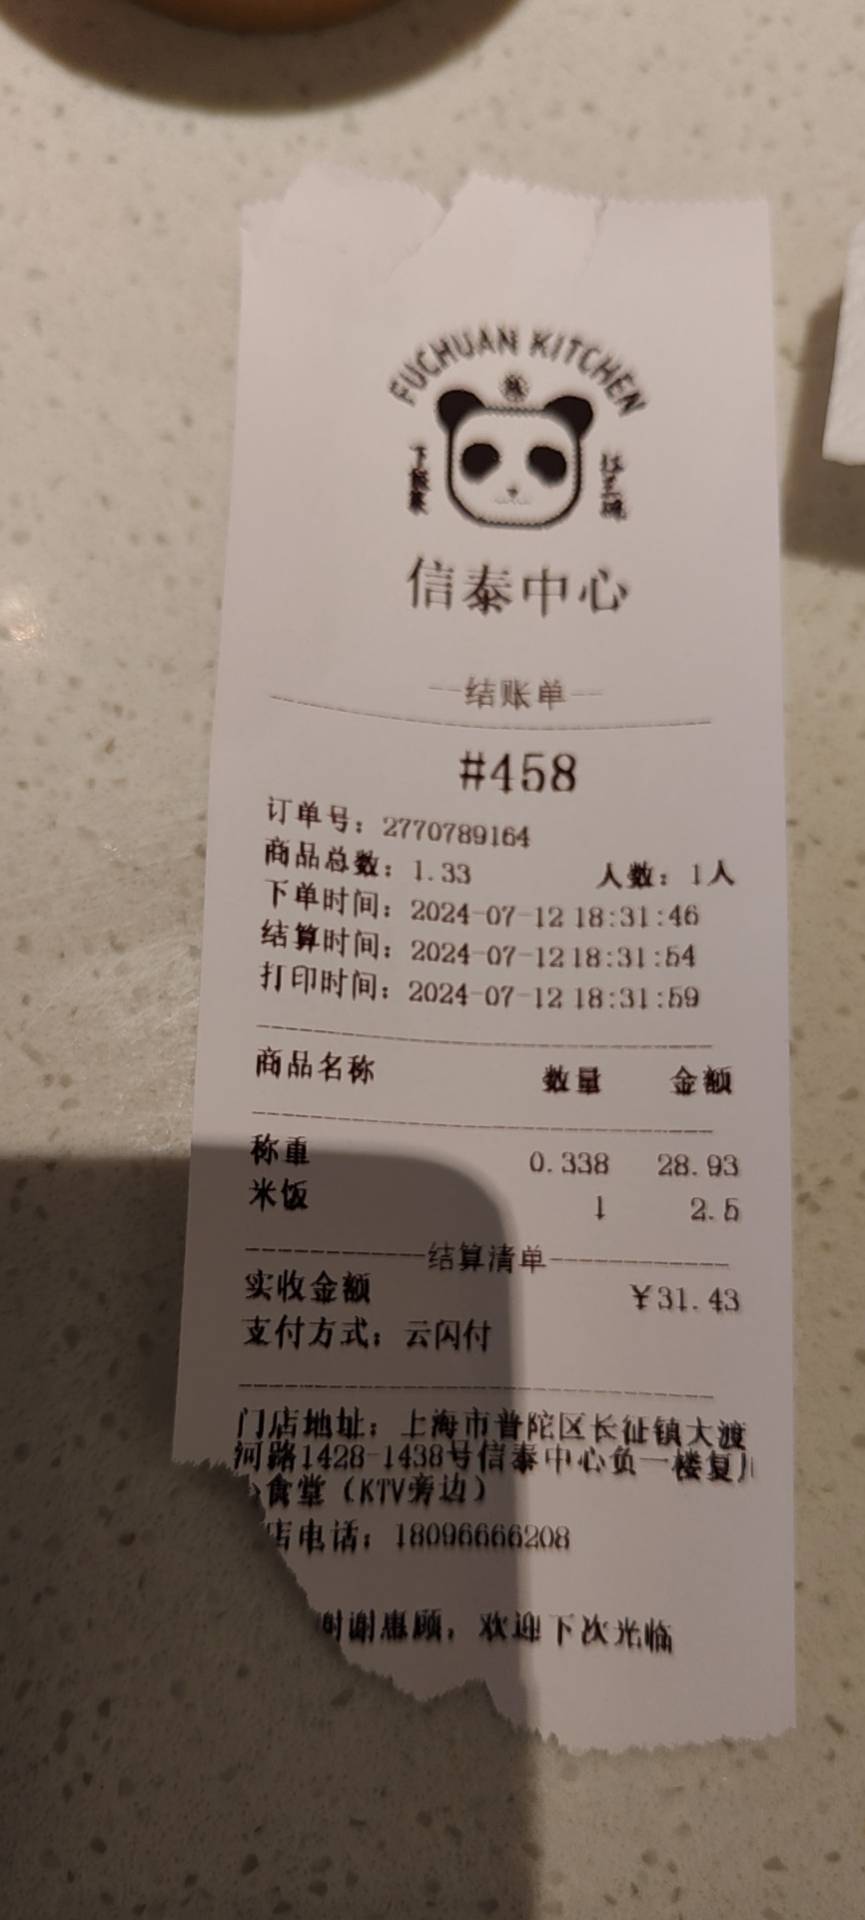 FUCHUAN KITCHEN
信泰中心
—结账单—
#458
订单号：2770789164
商品总数：1.33 人数：1人
下单时间：2024-07-12 18:31:46
结算时间：2024-07-12 18:31:54
打印时间：2024-07-12 18:31:59
商品名称 数量 金额
称重 0.338 28.93
米饭 1 2.5
结算清单
实收金额 ¥31.43
支付方式：云闪付
门店地址：上海市普陀区长征镇大渡
河路1428-1438号信泰中心负一楼复
食堂（KTV旁边）
店电话：18096666208
谢惠顾，欢迎下次光临